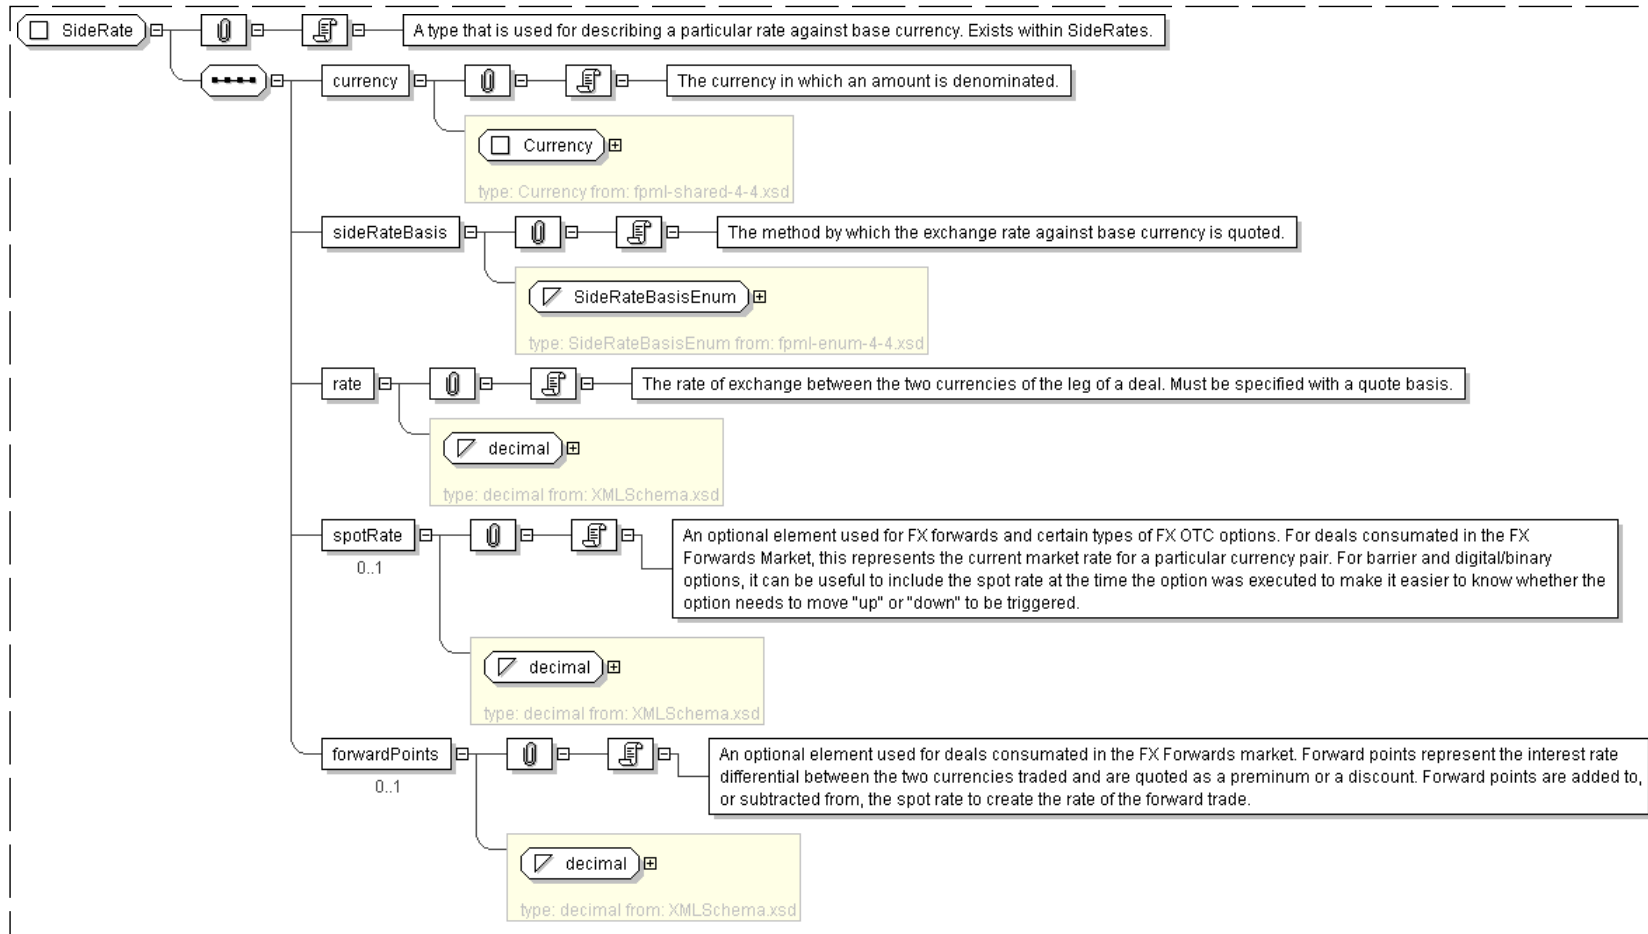 SideRate
A type that is used for describing a particular rate against base currency. Exists within SideRates.
currency
The currency in which an amount is denominated.
Currency
type: Currency from: fpml-shared-4-4.xsd
sideRateBasis
The method by which the exchange rate against base currency is quoted.
SideRateBasisEnum
type: SideRateBasisEnum from: fpml-enum-4-4.xsd
rate
The rate of exchange between the two currencies of the leg of a deal. Must be specified with a quote basis.
decimal
type: decimal from: XMLSchema.xsd
spotRate
0..1
An optional element used for FX forwards and certain types of FX OTC options. For deals consumated in the FX
Forwards Market, this represents the current market rate for a particular currency pair. For barrier and digital/binary
options, it can be useful to include the spot rate at the time the option was executed to make it easier to know whether the
option needs to move "up" or "down" to be triggered.
decimal
type: decimal from: XMLSchema.xsd
forwardPoints
0..1
An optional element used for deals consumated in the FX Forwards market. Forward points represent the interest rate
differential between the two currencies traded and are quoted as a preminum or a discount. Forward points are added to,
or subtracted from, the spot rate to create the rate of the forward trade.
decimal
type: decimal from: XMLSchema.xsd